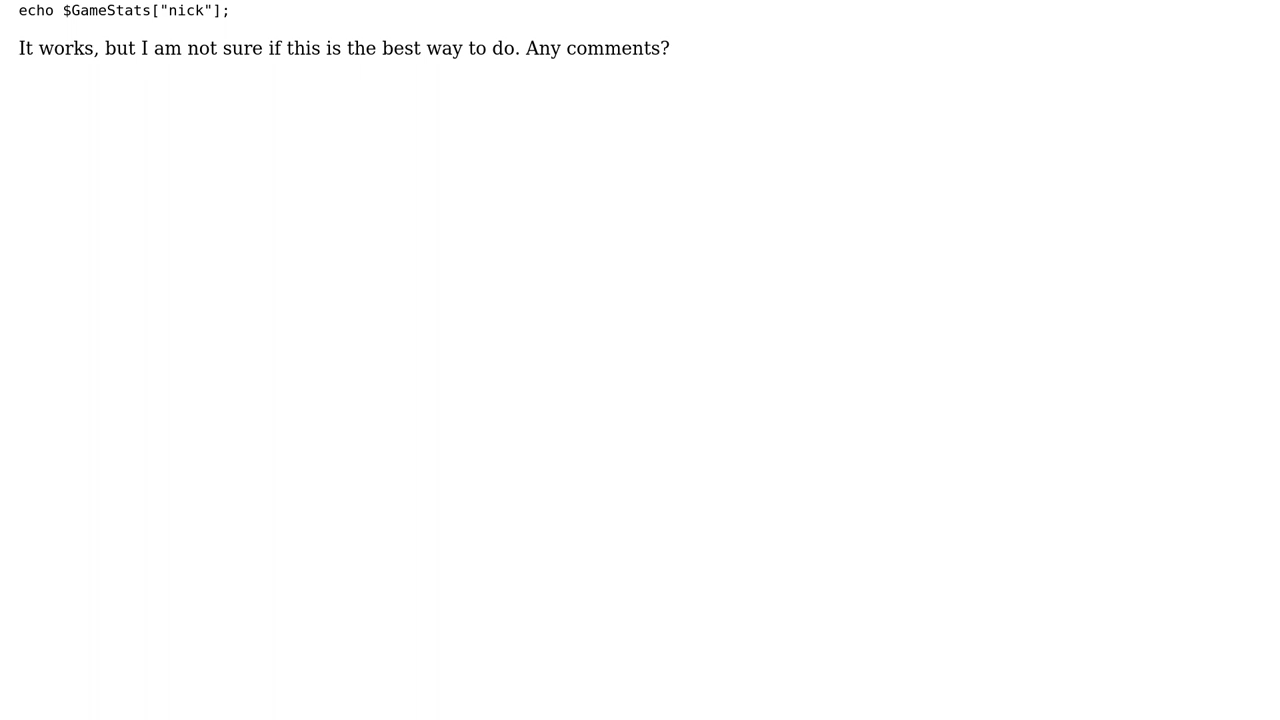 echo $GameStats["nick"];
It works, but I am not sure if this is the best way to do. Any comments?